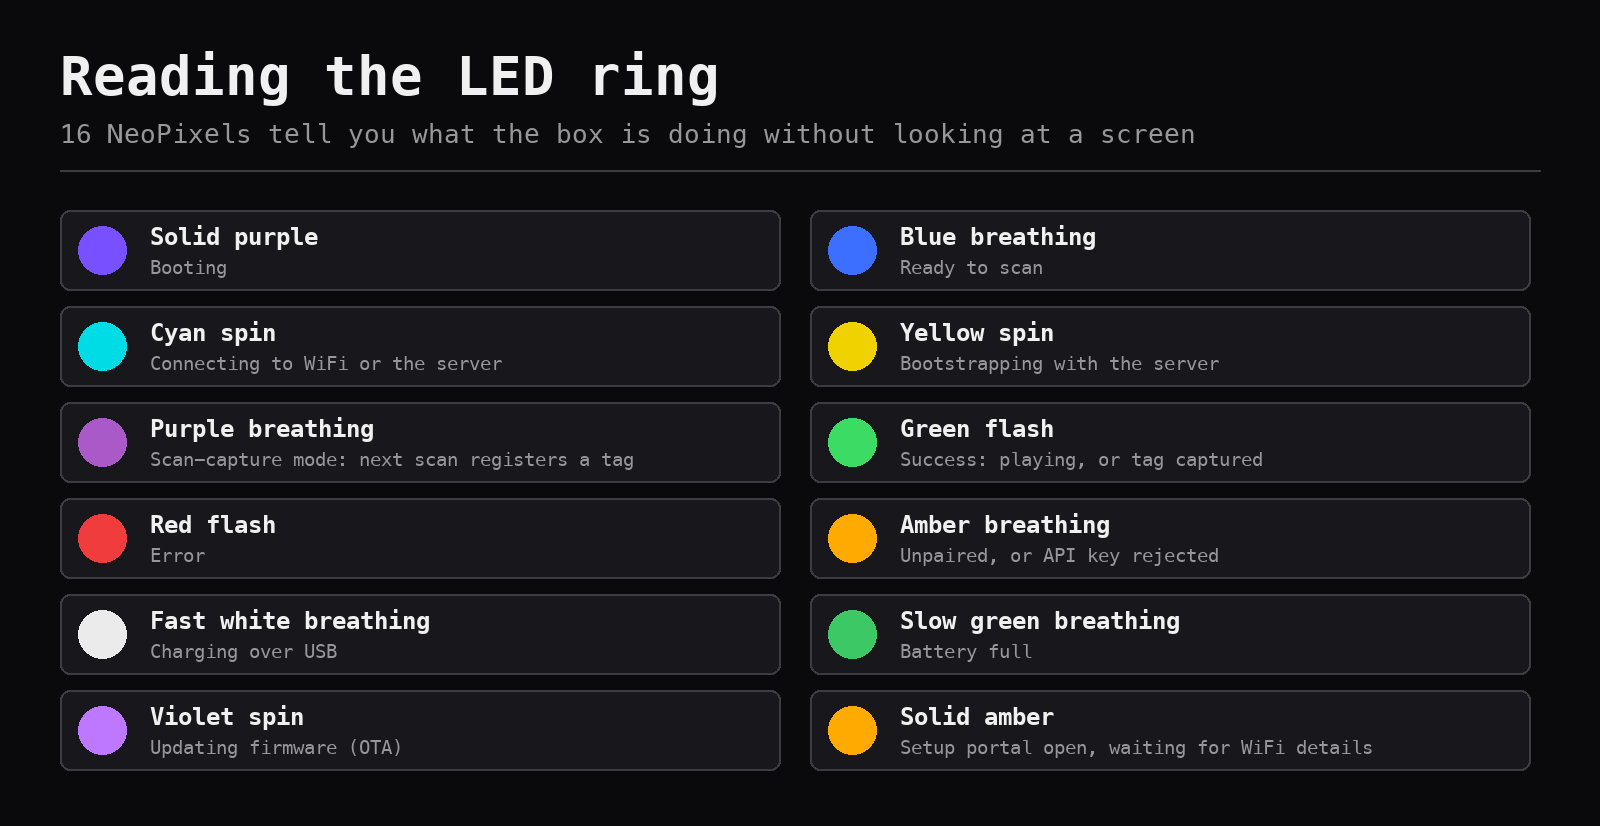 Reading the LED ring
16 NeoPixels tell you what the box is doing without looking at a screen
Solid purple
Booting
Blue breathing
Ready to scan
Cyan spin
Connecting to WiFi or the server
Yellow spin
Bootstrapping with the server
Purple breathing
Scan−capture mode: next scan registers a tag
Green flash
Success: playing, or tag captured
Red flash
Error
Amber breathing
Unpaired, or API key rejected
Fast white breathing
Charging over USB
Slow green breathing
Battery full
Violet spin
Updating firmware (OTA)
Solid amber
Setup portal open, waiting for WiFi details